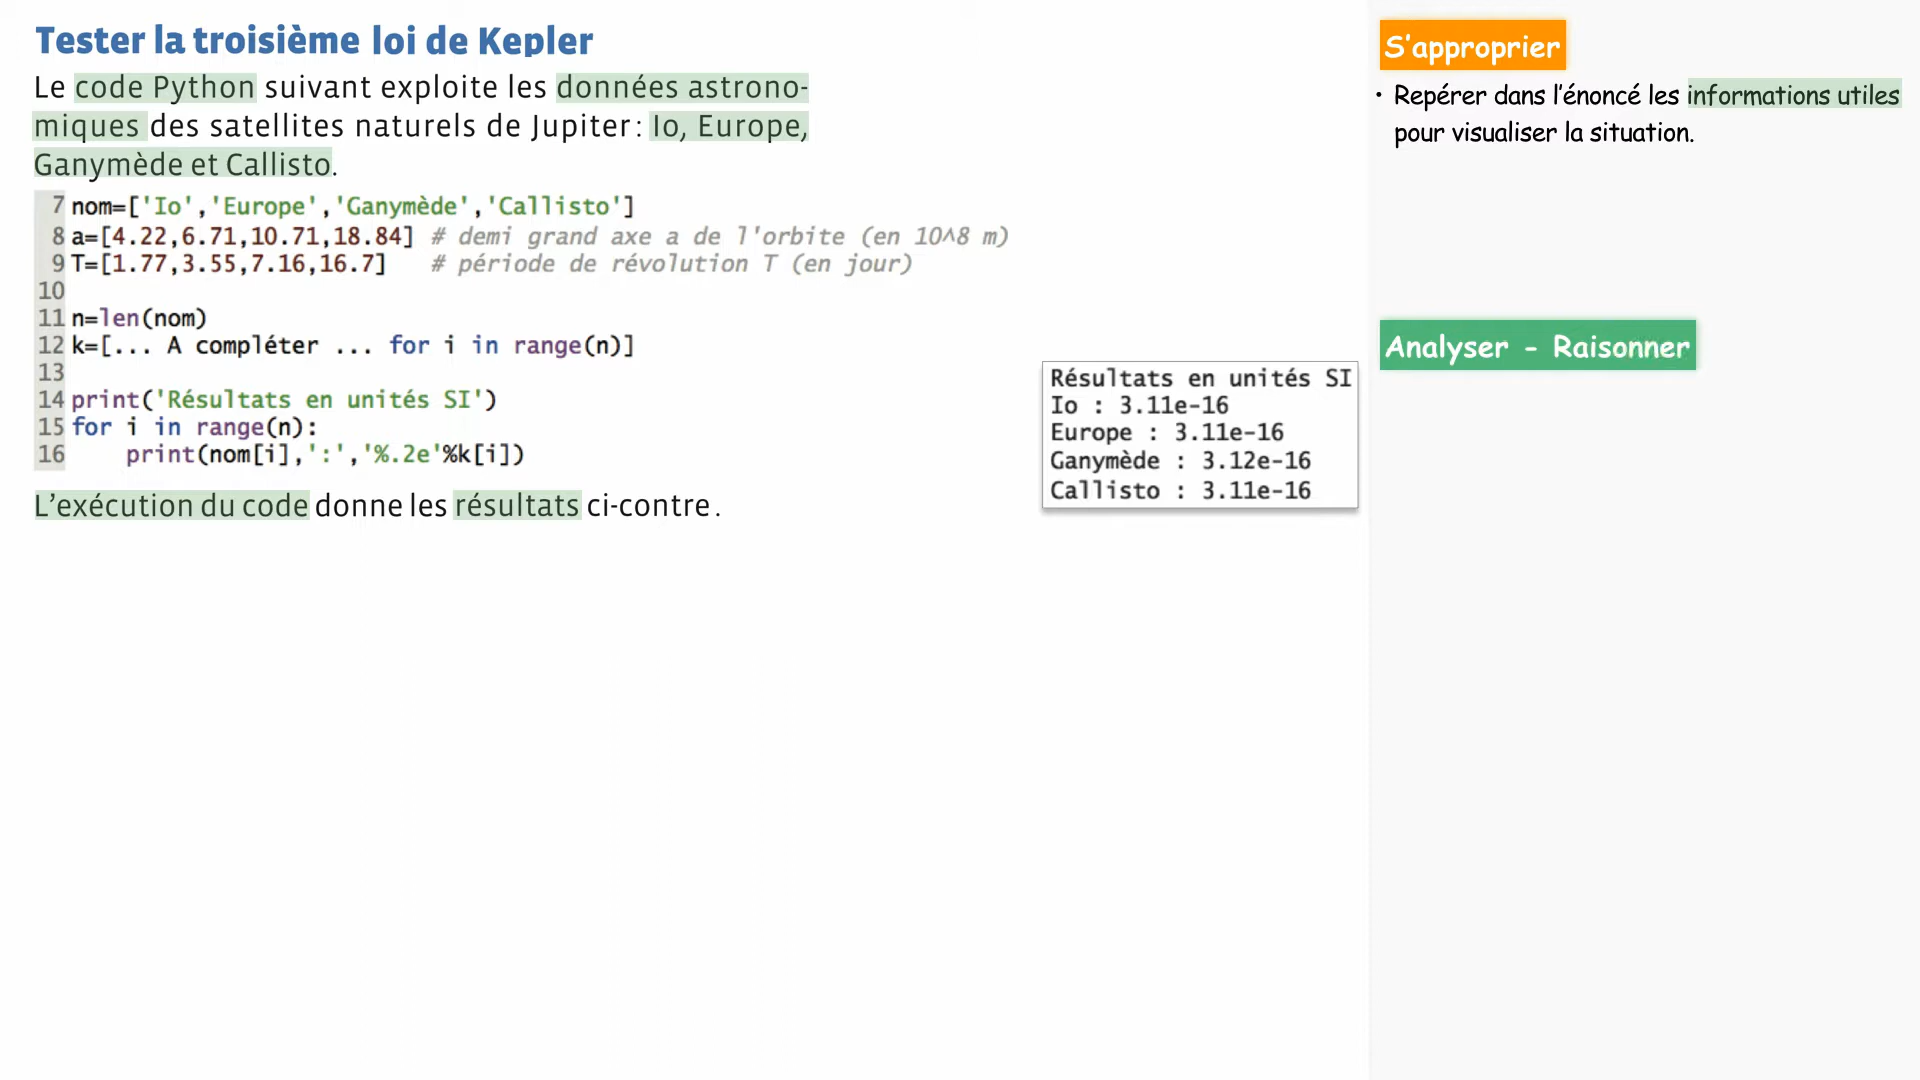 Tester la troisième loi de Kepler
Le code Python suivant exploite les données astrono-
miques des satellites naturels de Jupiter : Io, Europe,
Ganymède et Callisto.
7 nom=['Io','Europe','Ganymède','Callisto']
8 a=[4.22,6.71,10.71,18.84] # demi grand axe a de l'orbite (en 10^8 m)
9 T=[1.77,3.55,7.16,16.7] # période de révolution T (en jour)
10
11 n=len(nom)
12 k=[... A compléter ... for i in range(n)]
13
14 print('Résultats en unités SI')
15 for i in range(n):
16 print(nom[i],':','%.2e'%k[i])
Résultats en unités SI
Io : 3.11e-16
Europe : 3.11e-16
Ganymède : 3.12e-16
Callisto : 3.11e-16
L'exécution du code donne les résultats ci-contre.
S'approprier
• Repérer dans l'énoncé les informations utiles
pour visualiser la situation.
Analyser - Raisonner